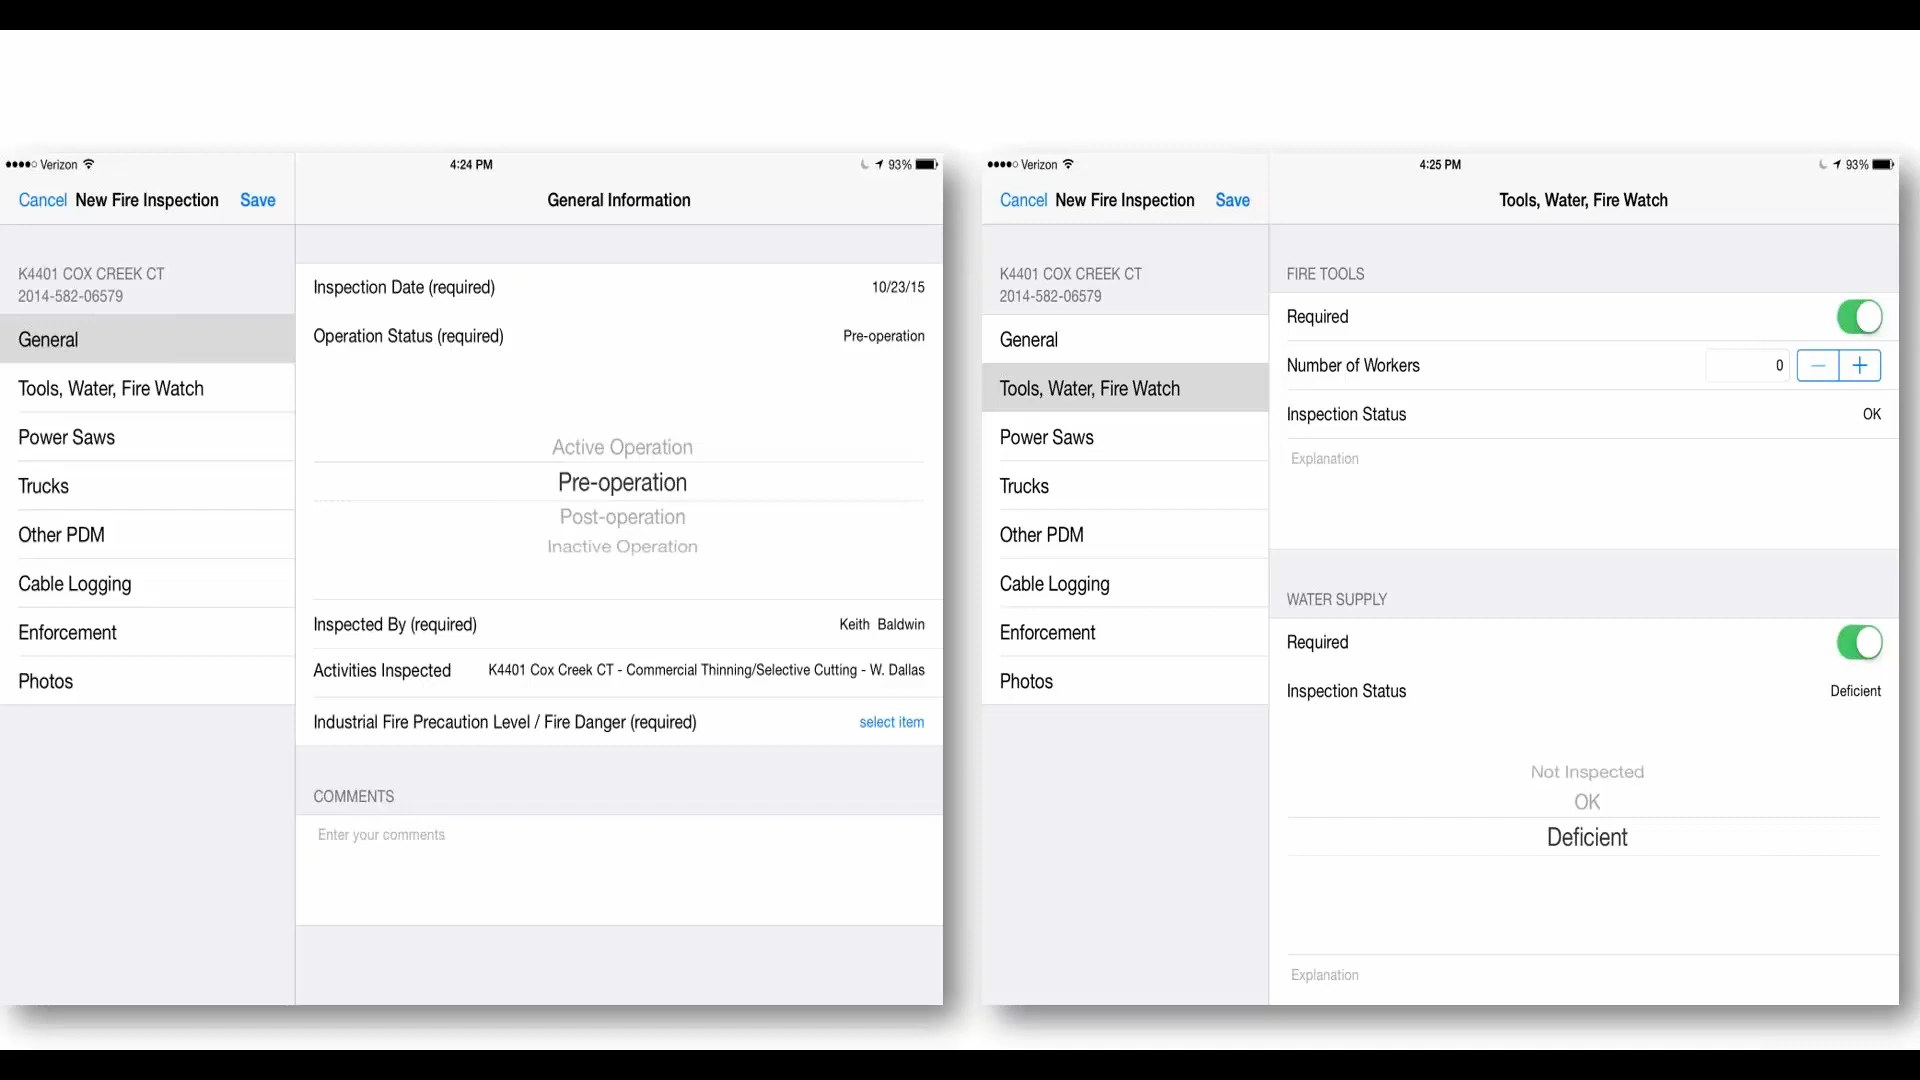 Verizon 4:24 PM 93%
Cancel New Fire Inspection Save General Information
K4401 COX CREEK CT
2014-582-06579
General
Tools, Water, Fire Watch
Power Saws
Trucks
Other PDM
Cable Logging
Enforcement
Photos
Inspection Date (required) 10/23/15
Operation Status (required) Pre-operation
Active Operation
Pre-operation
Post-operation
Inactive Operation
Inspected By (required) Keith Baldwin
Activities Inspected K4401 Cox Creek CT - Commercial Thinning/Selective Cutting - W. Dallas
Industrial Fire Precaution Level / Fire Danger (required) select item
COMMENTS
Enter your comments
Verizon 4:25 PM 93%
Cancel New Fire Inspection Save Tools, Water, Fire Watch
K4401 COX CREEK CT
2014-582-06579
General
Tools, Water, Fire Watch
Power Saws
Trucks
Other PDM
Cable Logging
Enforcement
Photos
FIRE TOOLS
Required
Number of Workers 0
Inspection Status OK
Explanation
WATER SUPPLY
Required
Inspection Status Deficient
Not Inspected
OK
Deficient
Explanation